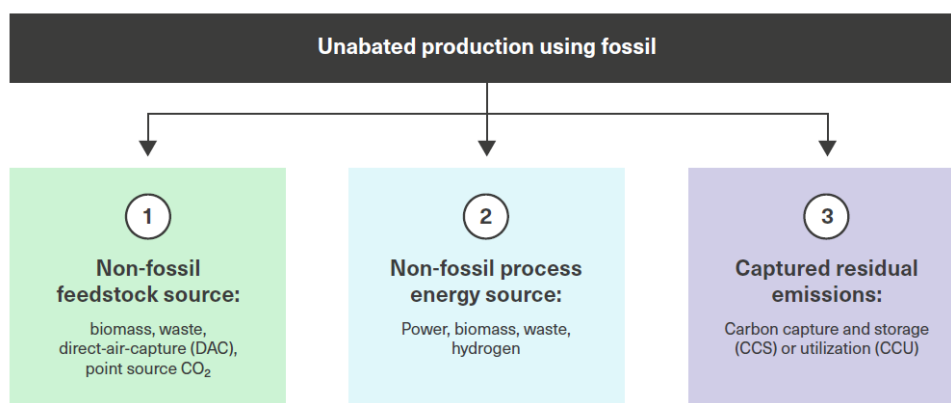 Unabated production using fossil
1
Non-fossil
feedstock source:
biomass, waste,
direct-air-capture (DAC),
point source CO₂
2
Non-fossil process
energy source:
Power, biomass, waste,
hydrogen
3
Captured residual
emissions:
Carbon capture and storage
(CCS) or utilization (CCU)